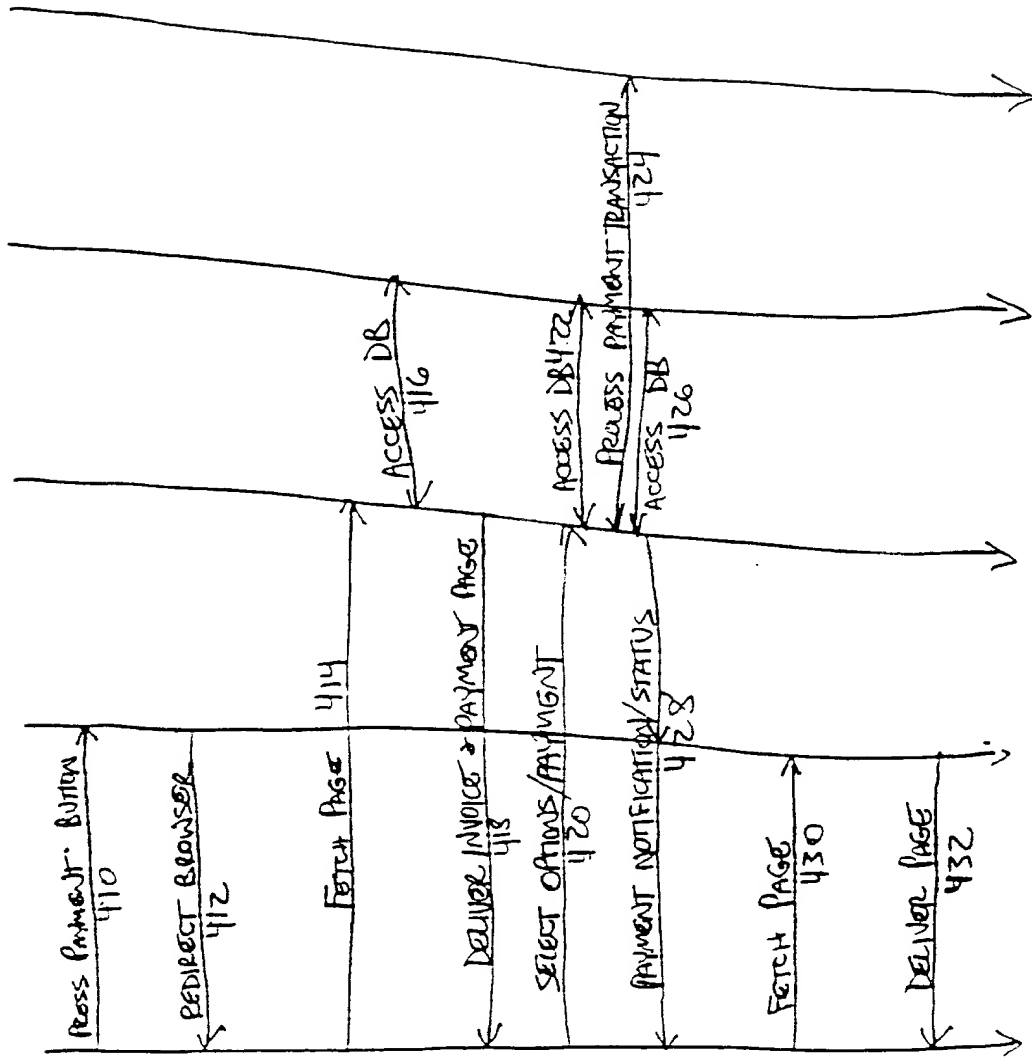 PRESS PAYMENT BUTTON
410
REDIRECT BROWSER
412
FETCH PAGE 414
ACCESS DB
416
DELIVER INVOICE & PAYMENT PAGE
418
SELECT OPTIONS/PAYMENT
420
ACCESS DB 422
PROCESS PAYMENT TRANSACTION
424
ACCESS DB
426
PAYMENT NOTIFICATION/STATUS
428
FETCH PAGE
430
DELIVER PAGE
432